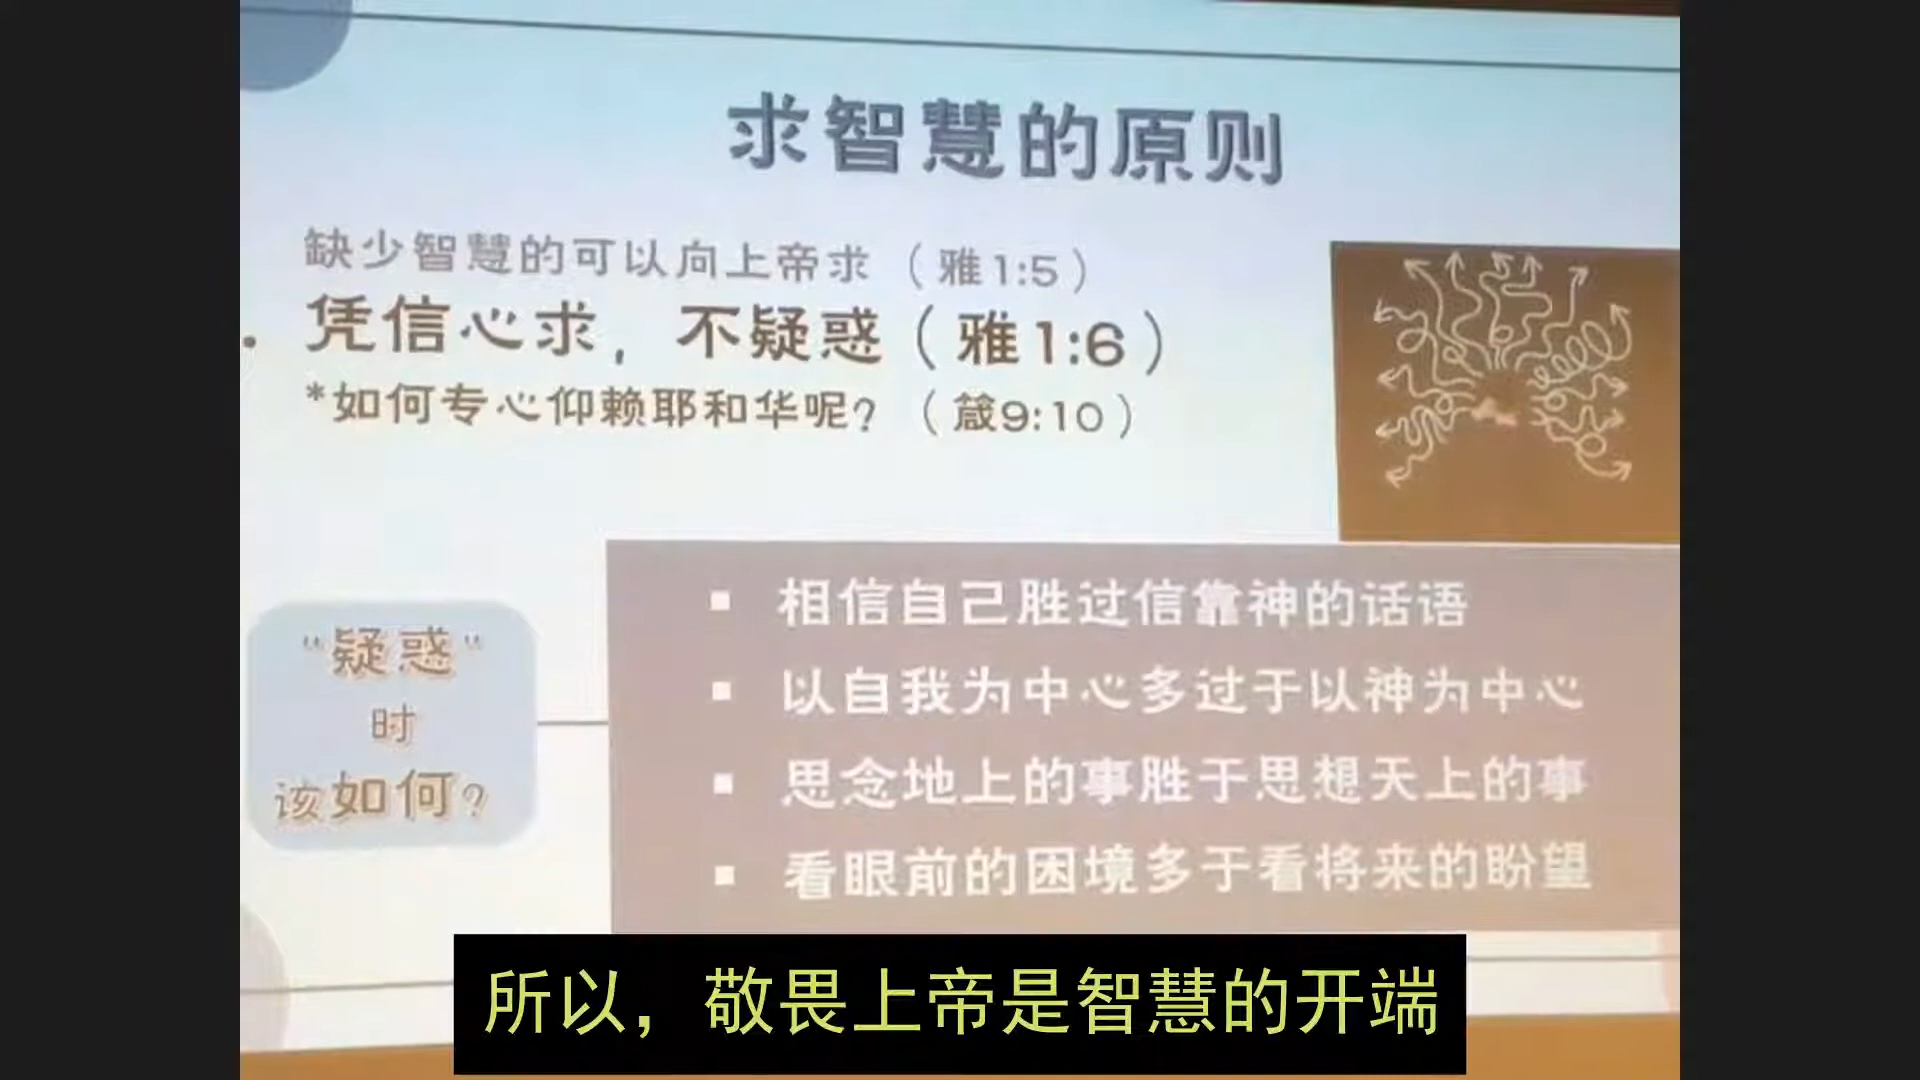 求智慧的原则
缺少智慧的可以向上帝求（雅1:5）
. 凭信心求，不疑惑（雅1:6）
*如何专心仰赖耶和华呢？（箴9:10）
▪ 相信自己胜过信靠神的话语
▪ 以自我为中心多过于以神为中心
▪ 思念地上的事胜于思想天上的事
▪ 看眼前的困境多于看将来的盼望
“疑惑”
时
该如何？
所以，敬畏上帝是智慧的开端